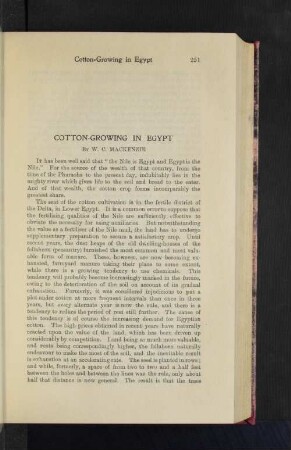 Cotton-Growing in Egypt 251
COTTON-GROWING IN EGYPT
BY W. C. MACKENZIE
It has been well said that "the Nile is Egypt and Egypt is the
Nile." For the source of the wealth of that country, from the
time of the Pharaohs to the present day, indubitably lies in the
mighty river which gives life to the soil and bread to the eater.
And of that wealth, the cotton crop forms incomparably the
greatest share.
The seat of the cotton cultivation is in the fertile district of
the Delta, in Lower Egypt. It is a common error to suppose that
the fertilising qualities of the Nile are sufficiently effective to
obviate the necessity for using auxiliaries. But notwithstanding
the value as a fertiliser of the Nile mud, the land has to undergo
supplementary preparation to ensure a satisfactory crop. Until
recent years, the dust heaps of the old dwelling-houses of the
fellaheen (peasantry) furnished the most common and most valu-
able form of manure. These, however, are now becoming ex-
hausted, farmyard manure taking their place to some extent,
while there is a growing tendency to use chemicals. This
tendency will probably become increasingly marked in the future,
owing to the deterioration of the soil on account of its gradual
exhaustion. Formerly, it was considered injurious to put a
plot under cotton at more frequent intervals than once in three
years, but every alternate year is now the rule, and there is a
tendency to reduce the period of rest still further. The cause of
this tendency is of course the increasing demand for Egyptian
cotton. The high prices obtained in recent years have naturally
reacted upon the value of the land, which has been driven up
considerably by competition. Land being so much more valuable,
and rents being correspondingly higher, the fellaheen naturally
endeavour to make the most of the soil, and the inevitable result
is exhaustion at an accelerating rate. The seed is planted in rows;
and while, formerly, a space of from two to two and a half feet
between the holes and between the lines was the rule, only about
half that distance is now general. The result is that the trees